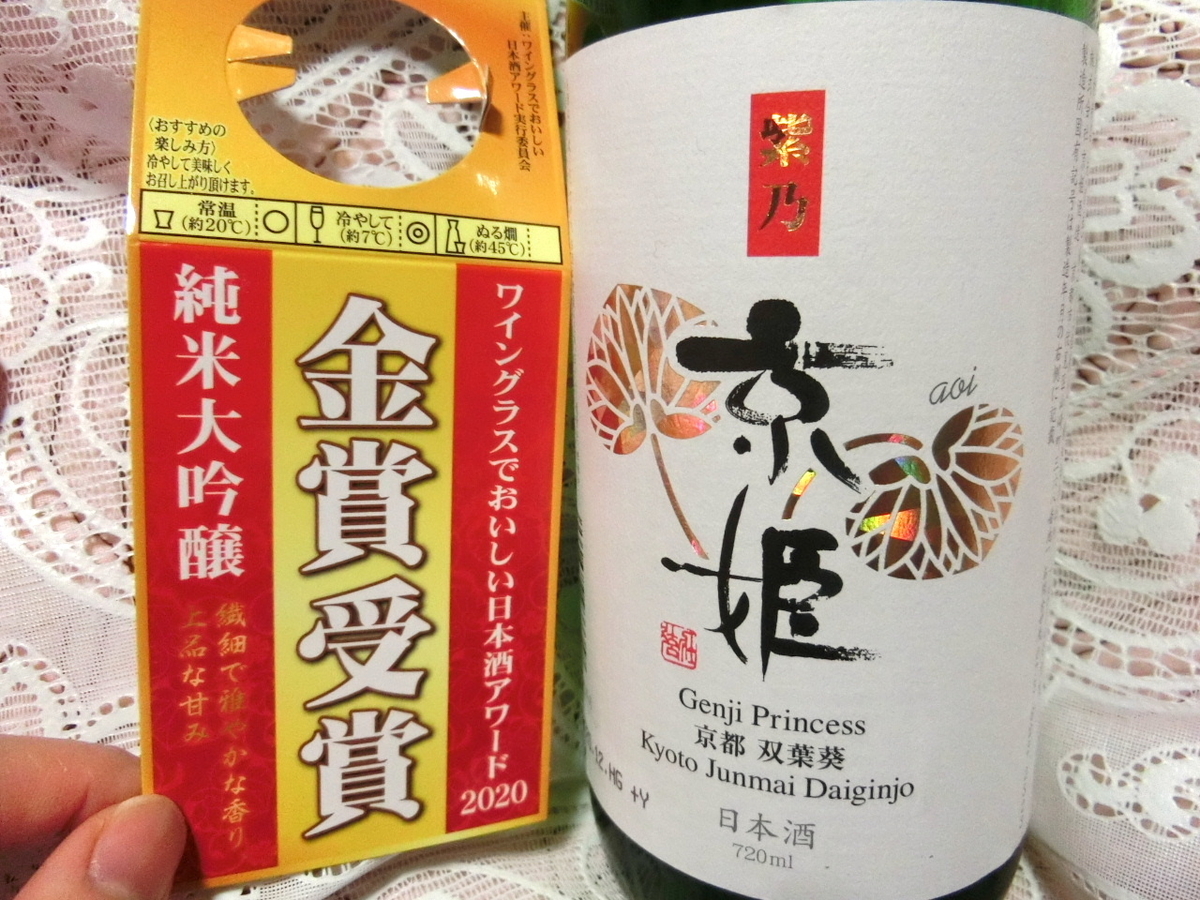 主催：ワイングラスでおいしい
日本酒アワード実行委員会
〈おすすめの
楽しみ方〉
冷やして美味しく
お召し上がり頂けます。
常温
(約20℃)
冷やして
(約7℃)
ぬる燗
(約45℃)
ワイングラスでおいしい日本酒アワード
2020
金賞受賞
純米大吟醸
繊細で雅やかな香り
上品な甘み
紫乃
京姫
aoi
Genji Princess
京都 双葉葵
Kyoto Junmai Daiginjo
日本酒
720ml
12.HG +Y